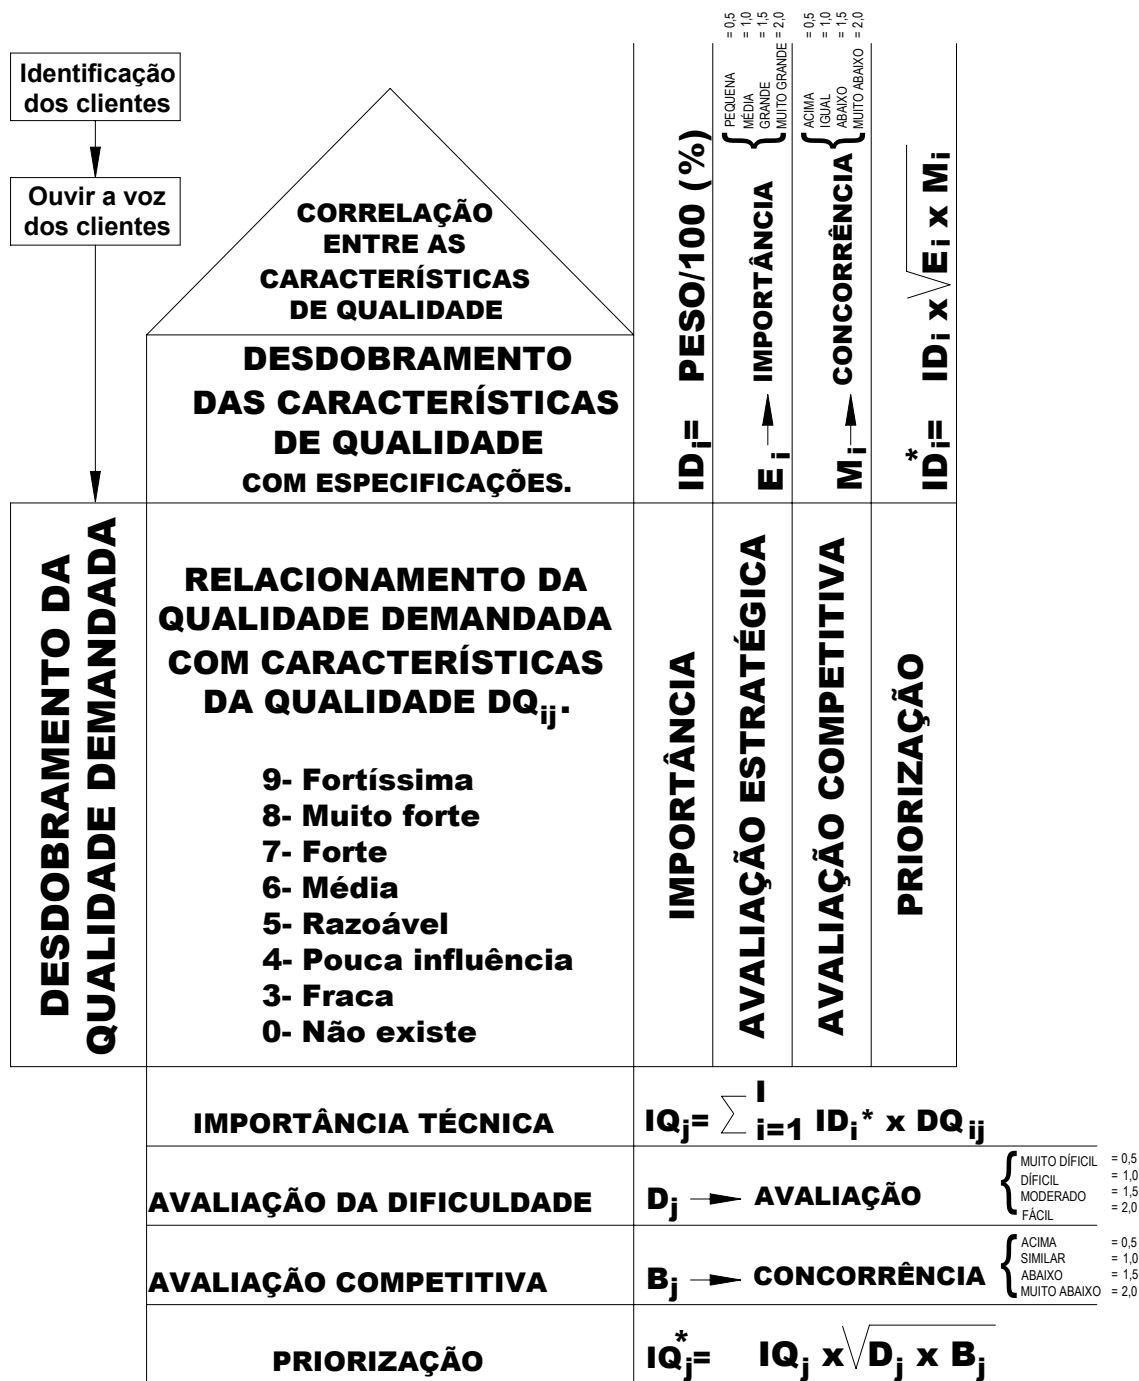 Identificação
dos clientes
Ouvir a voz
dos clientes
CORRELAÇÃO
ENTRE AS
CARACTERÍSTICAS
DE QUALIDADE
DESDOBRAMENTO
DAS CARACTERÍSTICAS
DE QUALIDADE
COM ESPECIFICAÇÕES.
IDi= PESO/100 (%)
Ei IMPORTÂNCIA
PEQUENA = 0,5
MÉDIA = 1,0
GRANDE = 1,5
MUITO GRANDE = 2,0
Mi CONCORRÊNCIA
ACIMA = 0,5
IGUAL = 1,0
ABAIXO = 1,5
MUITO ABAIXO = 2,0
ID*i= IDi x √Ei x Mi
DESDOBRAMENTO DA
QUALIDADE DEMANDADA
RELACIONAMENTO DA
QUALIDADE DEMANDADA
COM CARACTERÍSTICAS
DA QUALIDADE DQij.
9- Fortíssima
8- Muito forte
7- Forte
6- Média
5- Razoável
4- Pouca influência
3- Fraca
0- Não existe
IMPORTÂNCIA
AVALIAÇÃO ESTRATÉGICA
AVALIAÇÃO COMPETITIVA
PRIORIZAÇÃO
IMPORTÂNCIA TÉCNICA
IQj= ∑ I i=1 IDi* x DQij
AVALIAÇÃO DA DIFICULDADE
Dj AVALIAÇÃO
MUITO DÍFICIL = 0,5
DÍFICIL = 1,0
MODERADO = 1,5
FÁCIL = 2,0
AVALIAÇÃO COMPETITIVA
Bj CONCORRÊNCIA
ACIMA = 0,5
SIMILAR = 1,0
ABAIXO = 1,5
MUITO ABAIXO = 2,0
PRIORIZAÇÃO
IQ*j= IQj x √Dj x Bj